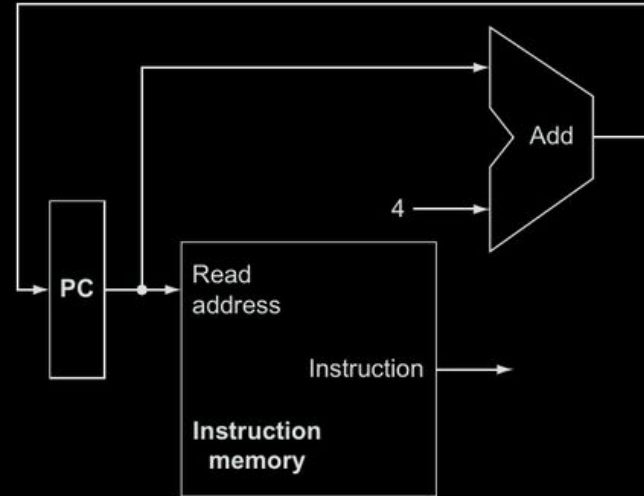 Add
4
PC
Read
address
Instruction
Instruction
memory